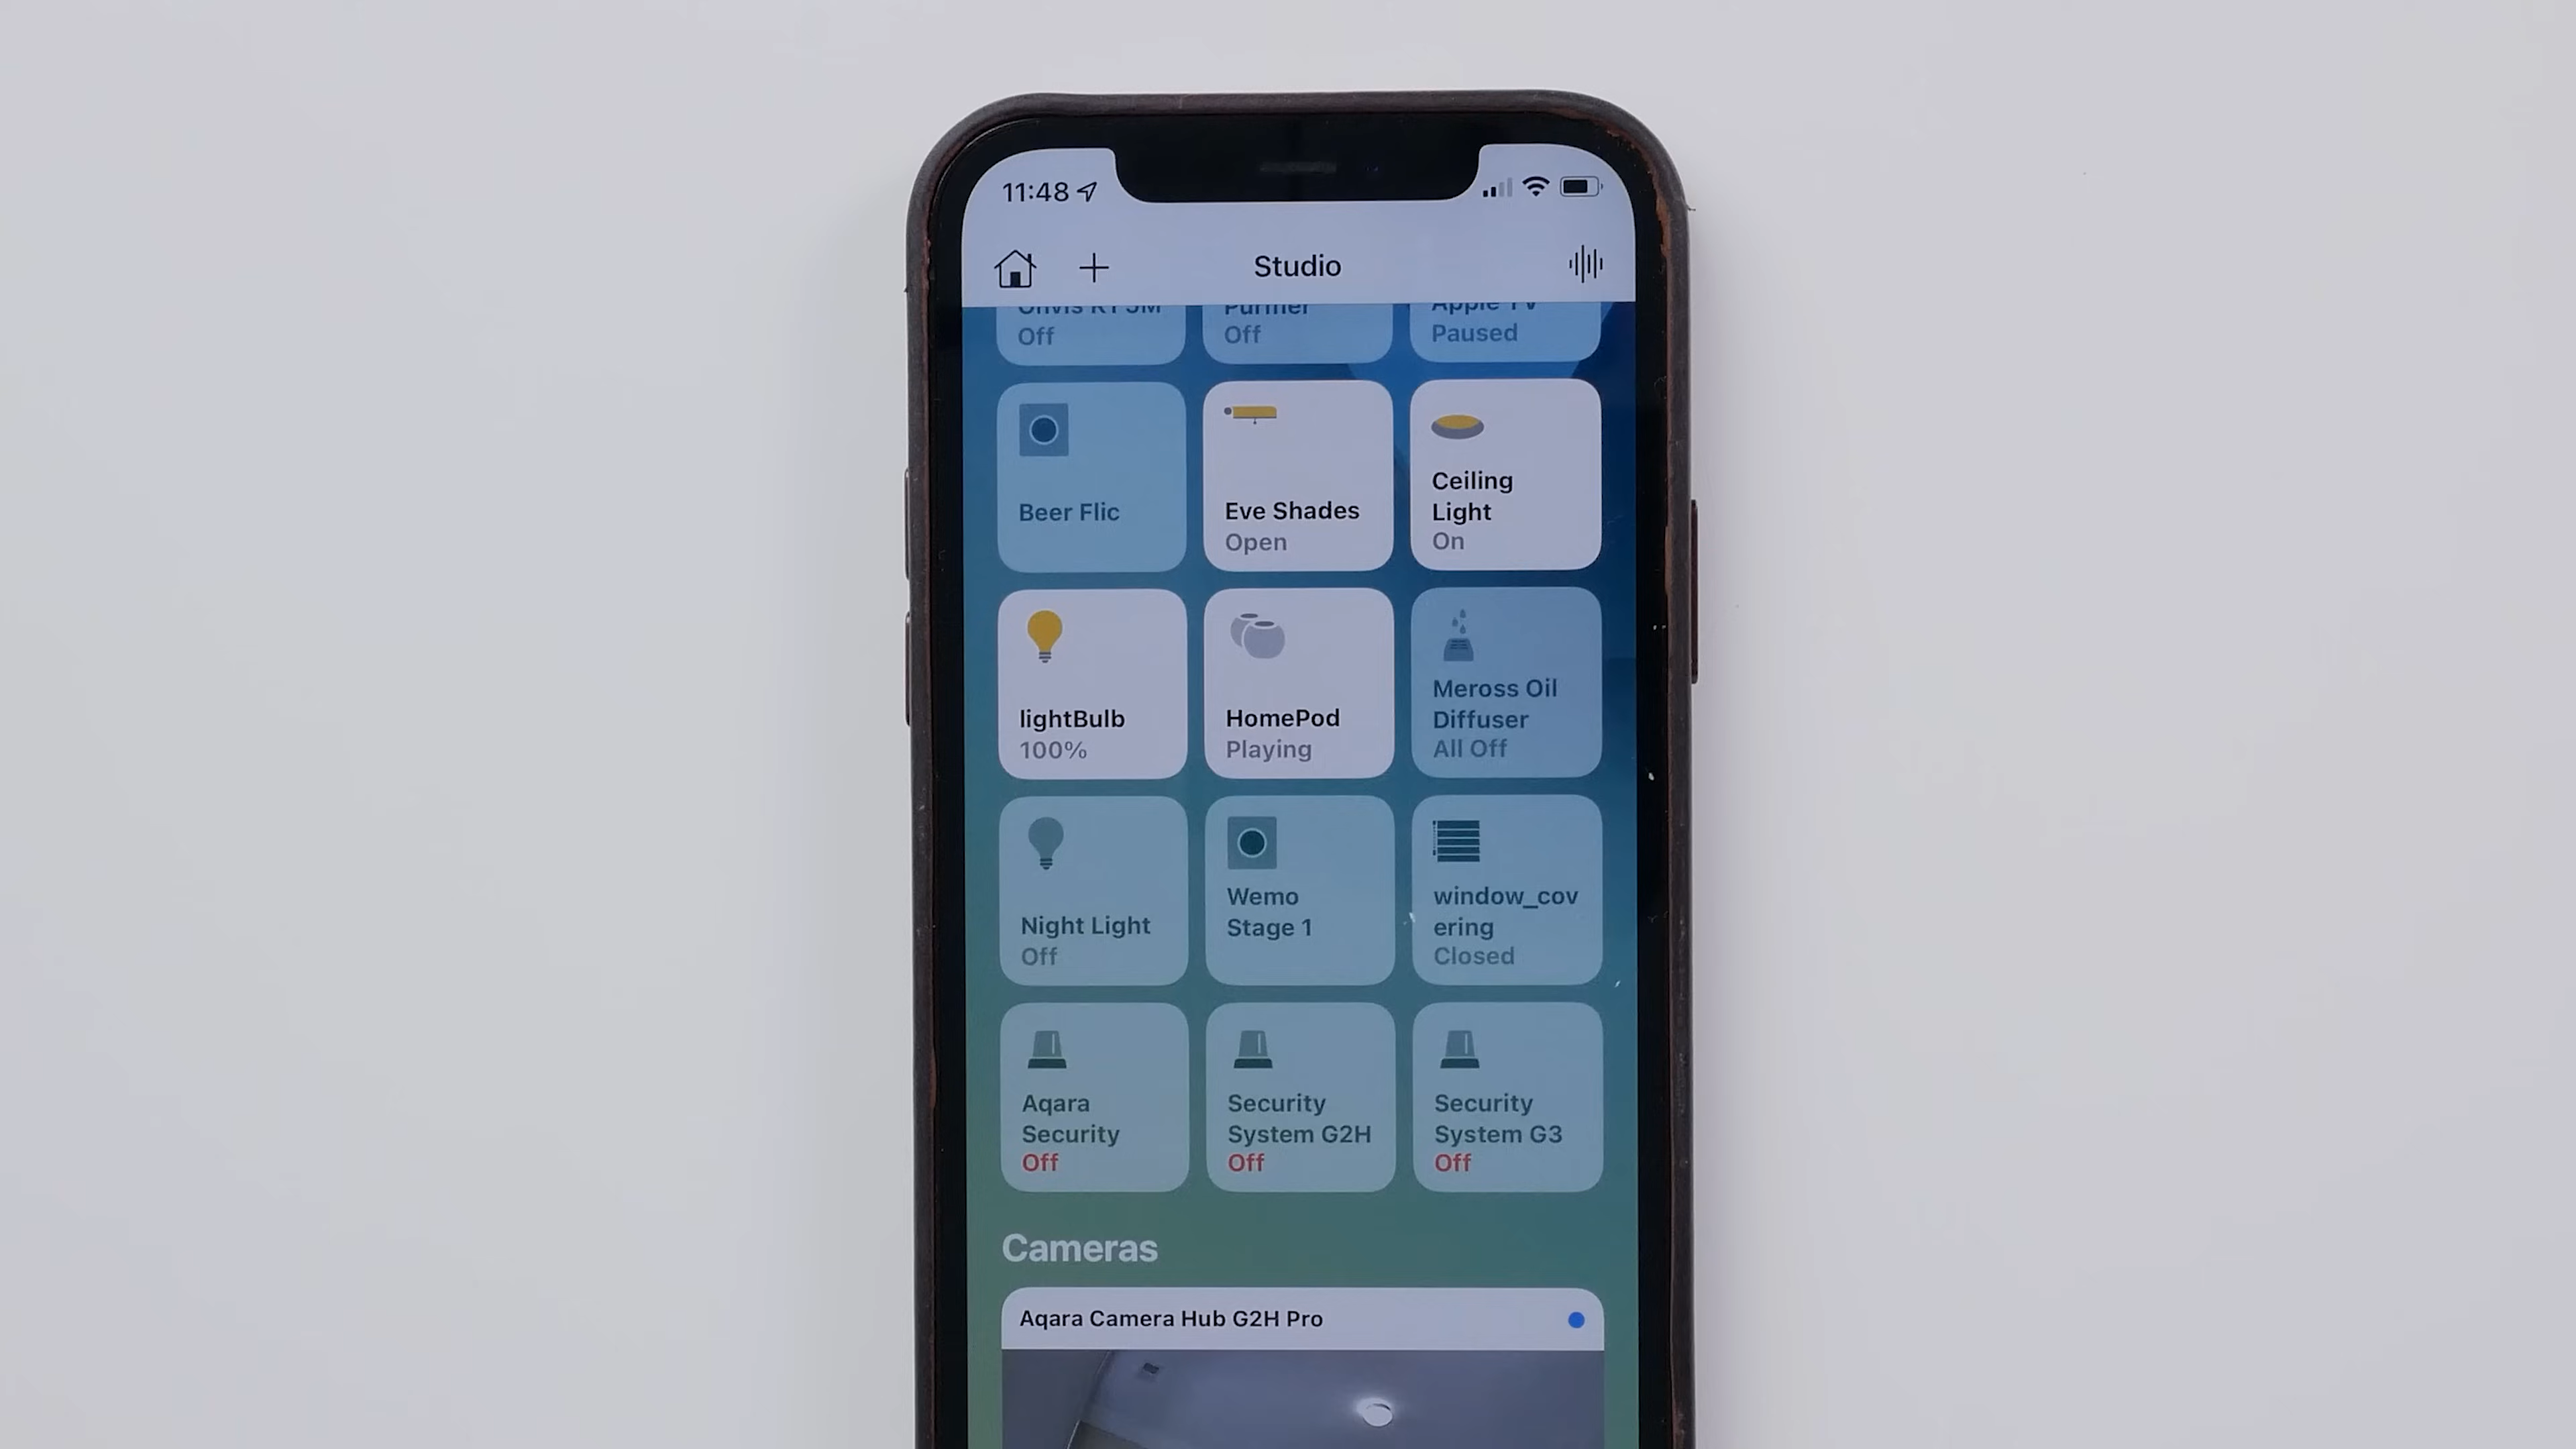 11:48
Studio
Off
Off
Apple TV
Paused
Beer Flic
Eve Shades
Open
Ceiling
Light
On
lightBulb
100%
HomePod
Playing
Meross Oil
Diffuser
All Off
Night Light
Off
Wemo
Stage 1
window_cov
ering
Closed
Aqara
Security
Off
Security
System G2H
Off
Security
System G3
Off
Cameras
Aqara Camera Hub G2H Pro